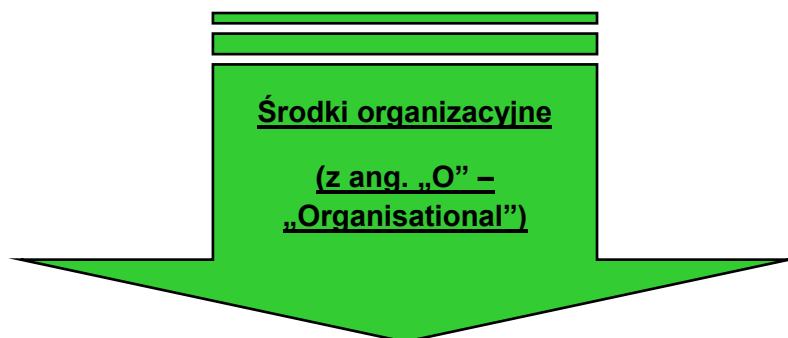 Środki organizacyjne
(z ang. „O” –
„Organisational”)